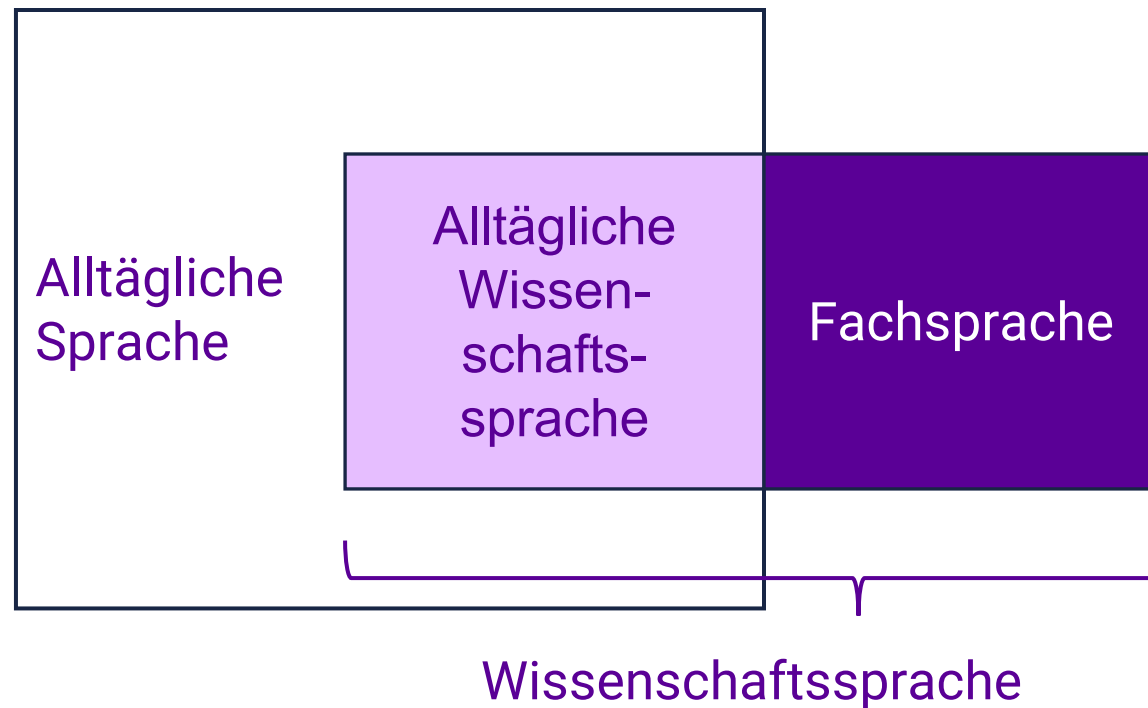 Alltägliche
Sprache
Alltägliche
Wissen-
schafts-
sprache
Fachsprache
Wissenschaftssprache